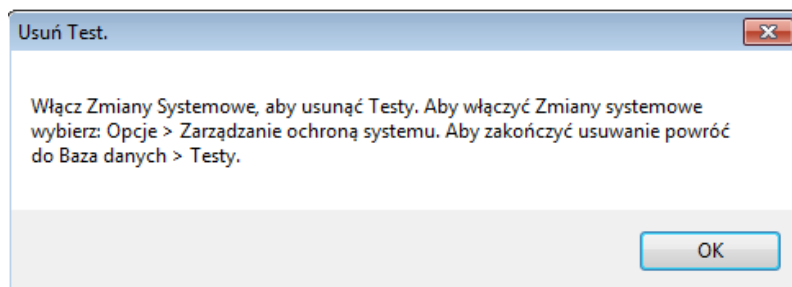 Usuń Test.
Włącz Zmiany Systemowe, aby usunąć Testy. Aby włączyć Zmiany systemowe
wybierz: Opcje > Zarządzanie ochroną systemu. Aby zakończyć usuwanie powróć
do Baza danych > Testy.
OK